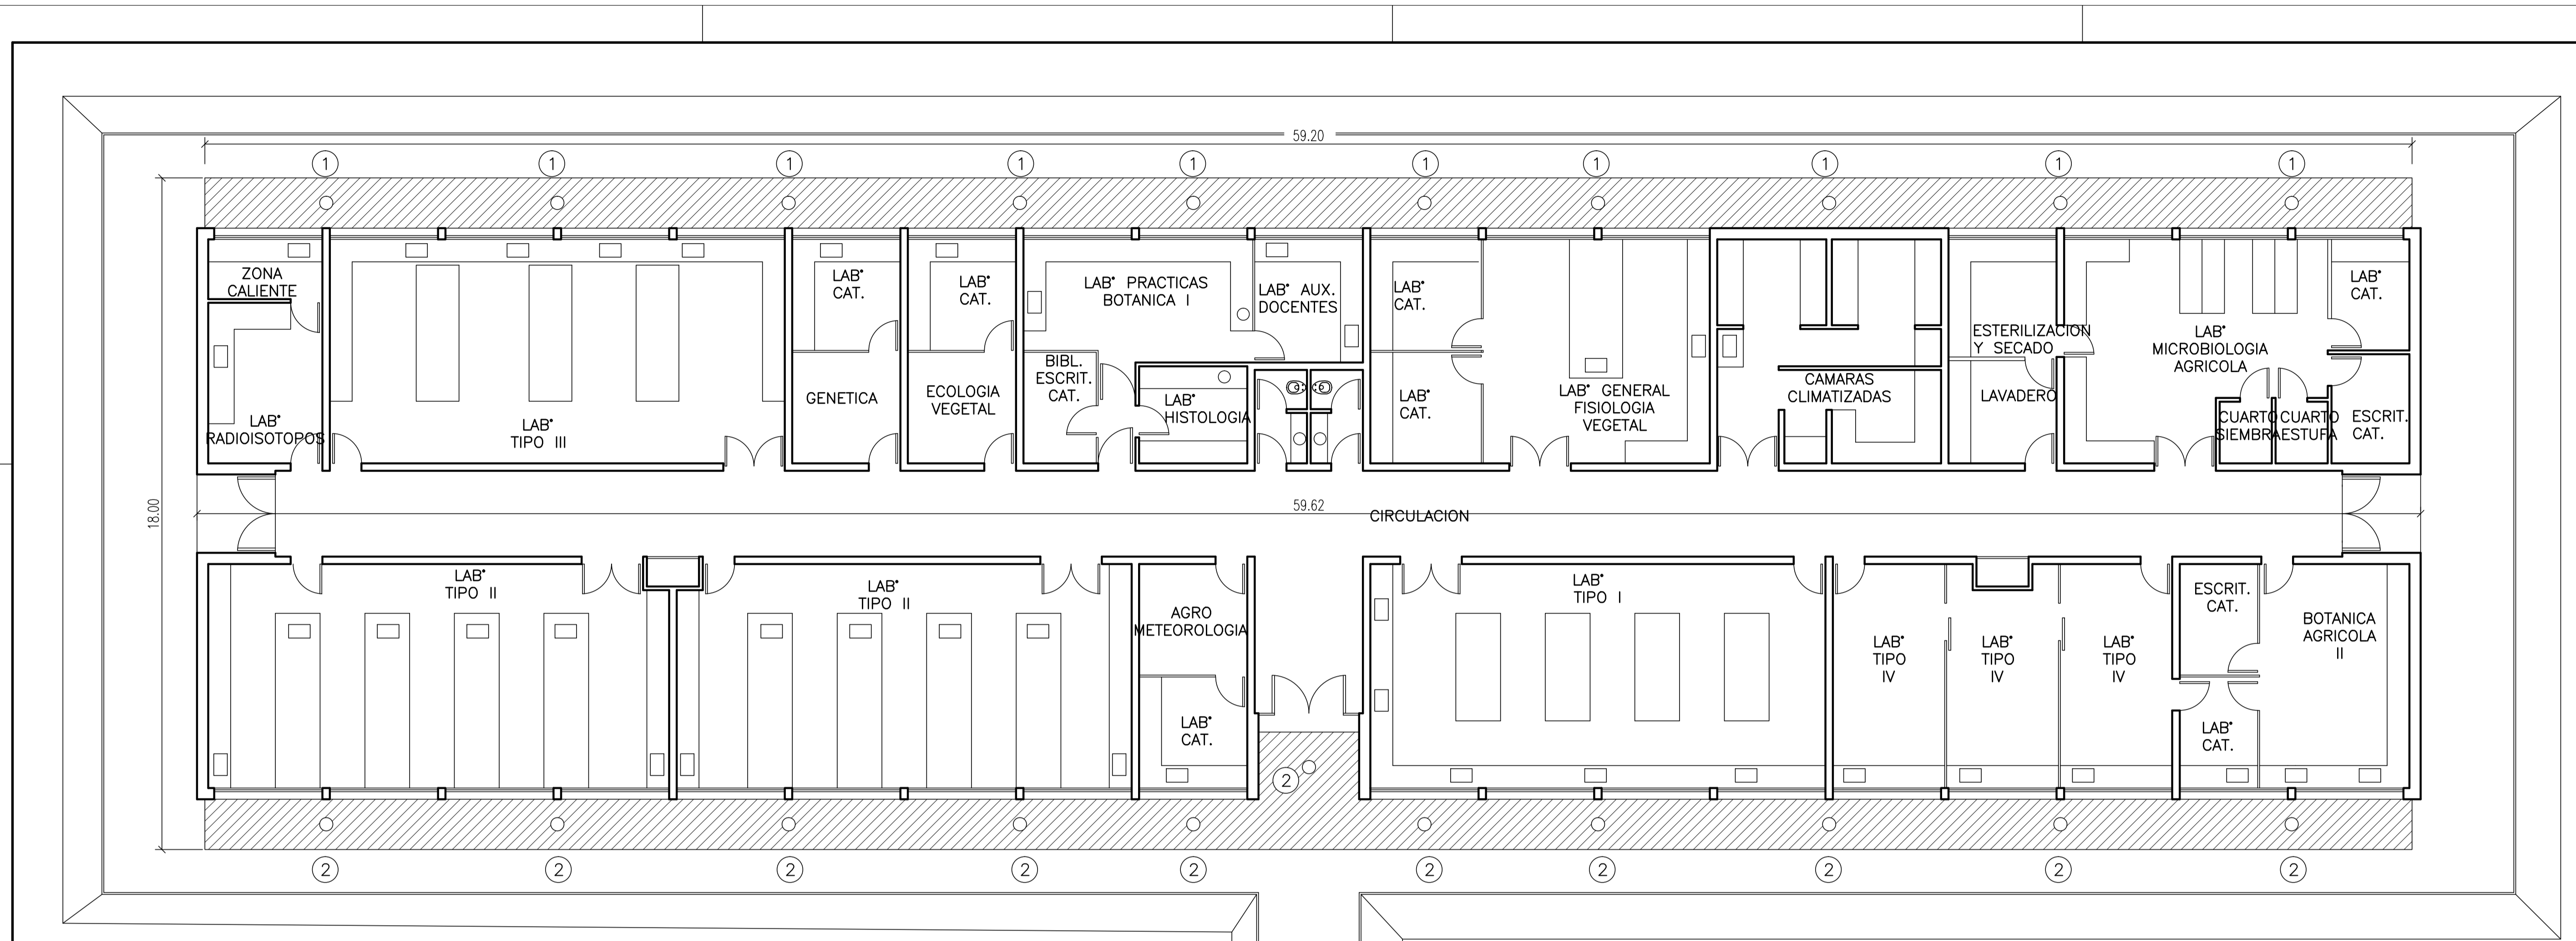 59.20
1 1 1 1 1 1 1 1 1 1
ZONA
CALIENTE
LAB°
RADIOISOTOPOS
LAB°
TIPO III
LAB°
CAT.
GENETICA
LAB°
CAT.
ECOLOGIA
VEGETAL
LAB° PRACTICAS
BOTANICA I
LAB° AUX.
DOCENTES
BIBL.
ESCRIT.
CAT.
LAB°
HISTOLOGIA
LAB°
CAT.
LAB°
CAT.
LAB° GENERAL
FISIOLOGIA
VEGETAL
CAMARAS
CLIMATIZADAS
ESTERILIZACION
Y SECADO
LAVADERO
LAB°
MICROBIOLOGIA
AGRICOLA
LAB°
CAT.
CUARTO
SIEMBRA
CUARTO
ESTUFA
ESCRIT.
CAT.
18.00
59.62
CIRCULACION
LAB°
TIPO II
LAB°
TIPO II
AGRO
METEOROLOGIA
LAB°
CAT.
LAB°
TIPO I
LAB°
TIPO
IV
LAB°
TIPO
IV
LAB°
TIPO
IV
ESCRIT.
CAT.
LAB°
CAT.
BOTANICA
AGRICOLA
II
2
2 2 2 2 2 2 2 2 2 2